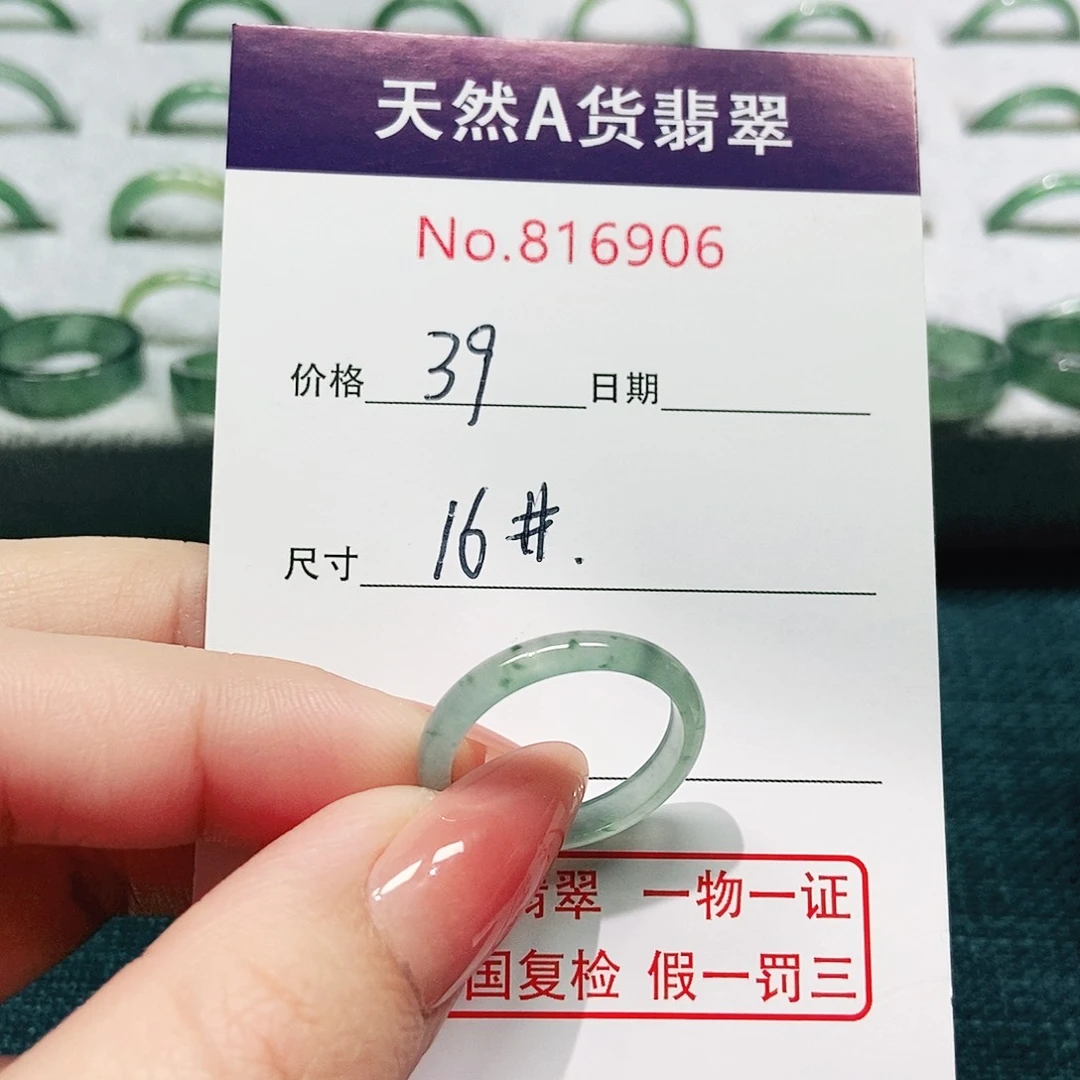 天然A货翡翠
No.816906
价格 39 日期
尺寸 16#.
翠 一物一证
国复检 假一罚三